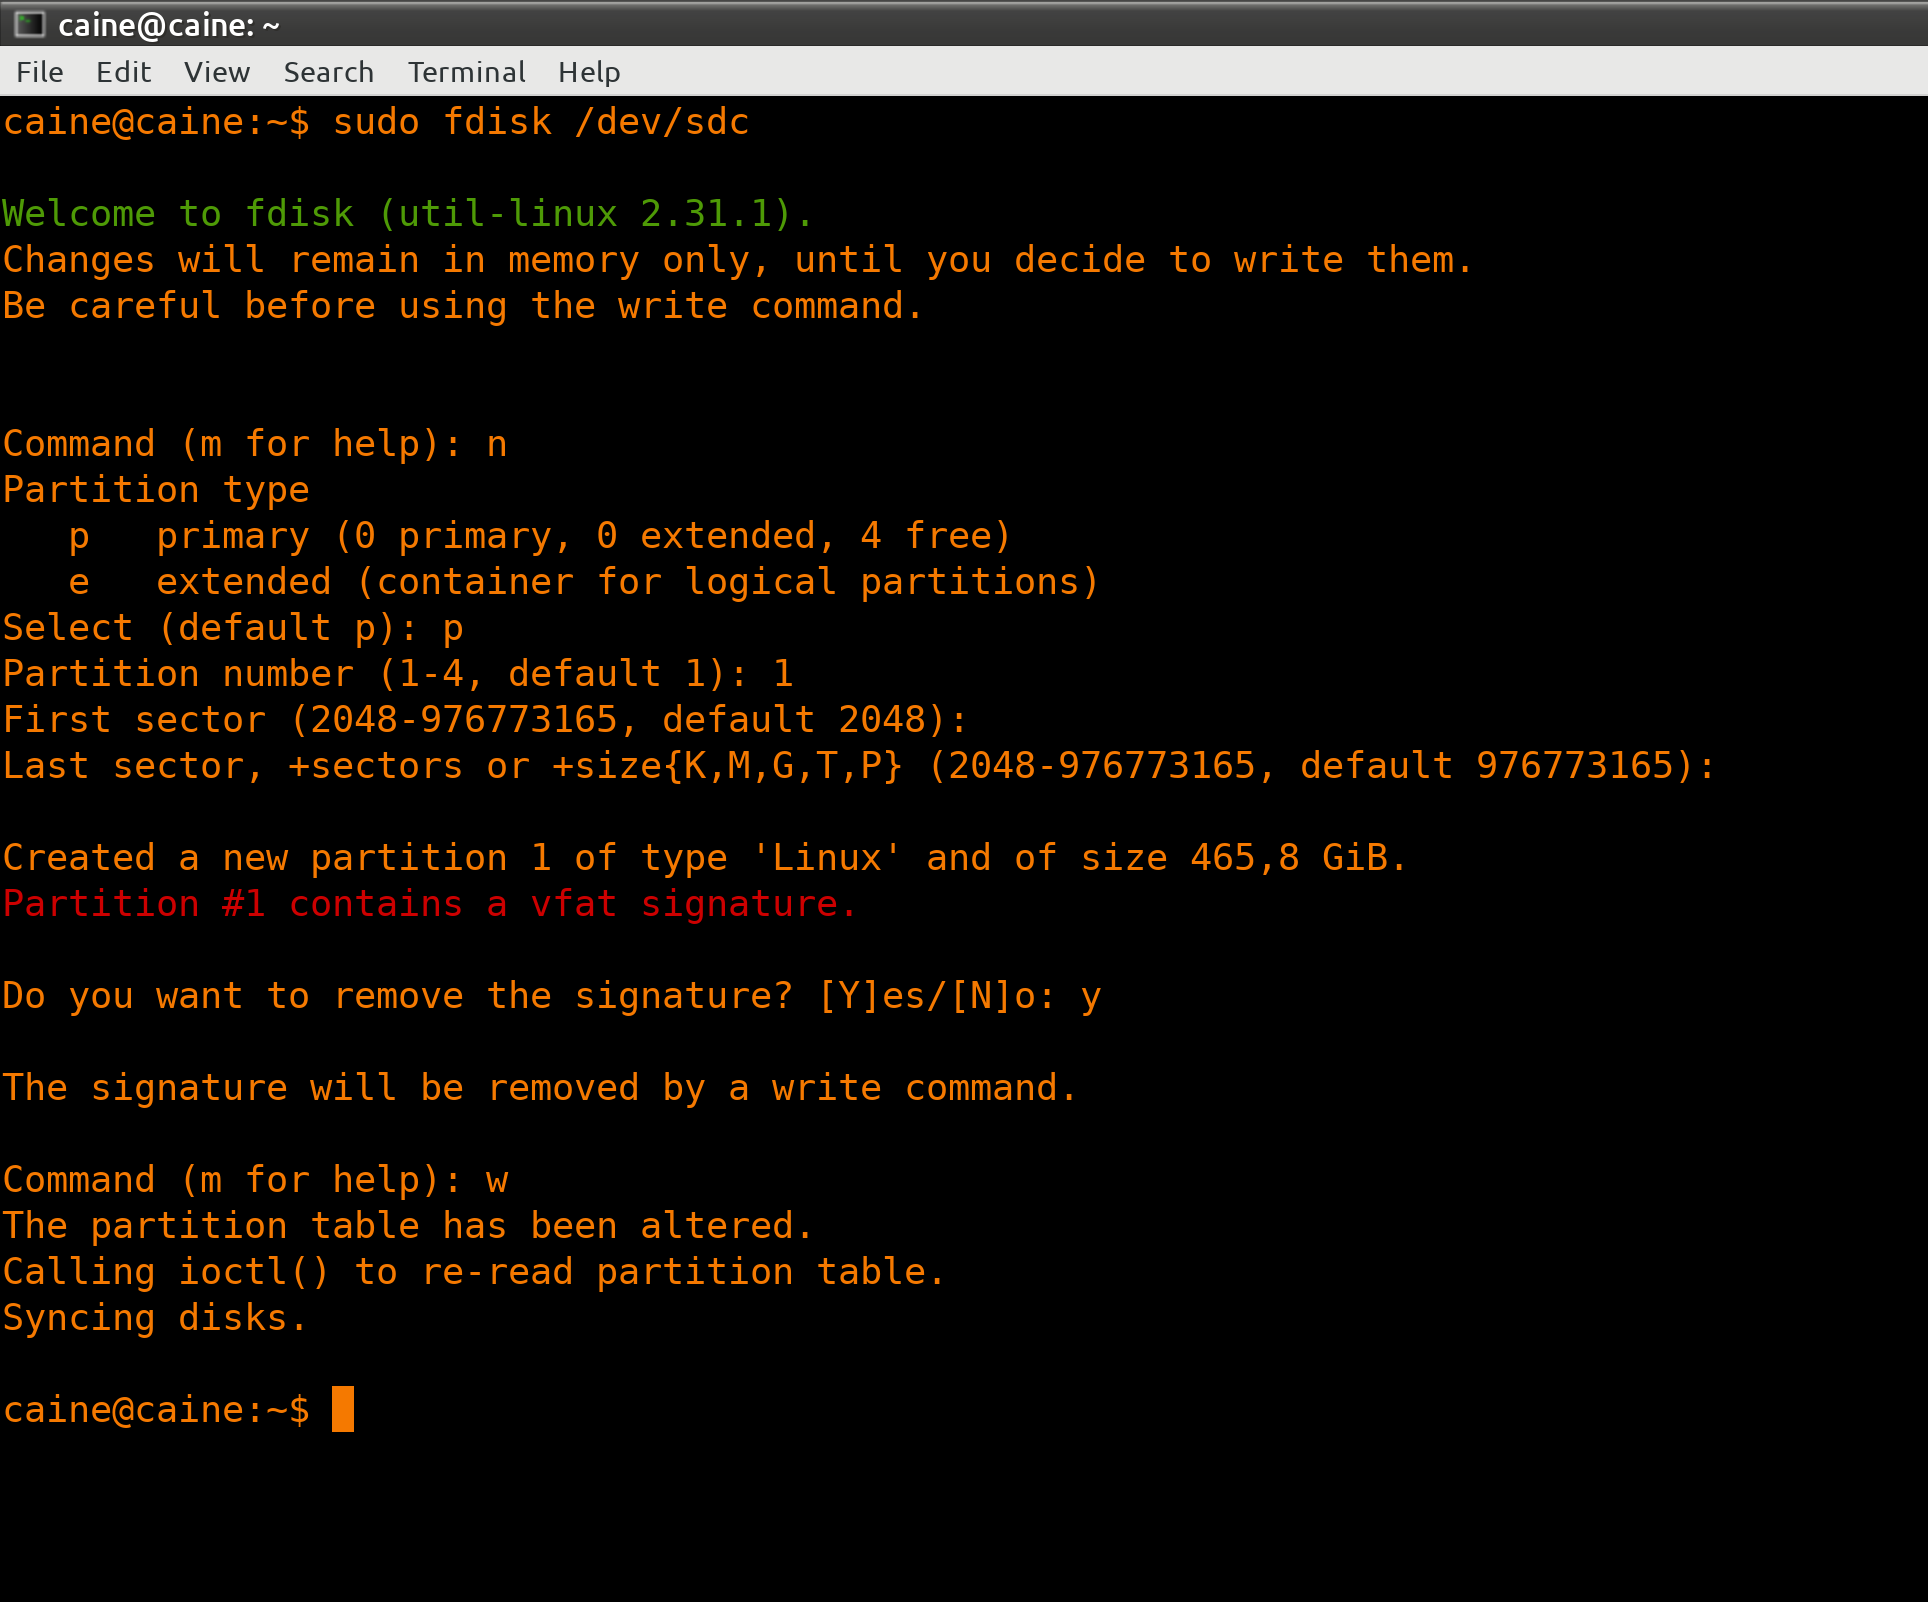 caine@caine: ~
File Edit View Search Terminal Help
caine@caine:~$ sudo fdisk /dev/sdc
Welcome to fdisk (util-linux 2.31.1).
Changes will remain in memory only, until you decide to write them.
Be careful before using the write command.
Command (m for help): n
Partition type
   p   primary (0 primary, 0 extended, 4 free)
   e   extended (container for logical partitions)
Select (default p): p
Partition number (1-4, default 1): 1
First sector (2048-976773165, default 2048):
Last sector, +sectors or +size{K,M,G,T,P} (2048-976773165, default 976773165):
Created a new partition 1 of type 'Linux' and of size 465,8 GiB.
Partition #1 contains a vfat signature.
Do you want to remove the signature? [Y]es/[N]o: y
The signature will be removed by a write command.
Command (m for help): w
The partition table has been altered.
Calling ioctl() to re-read partition table.
Syncing disks.
caine@caine:~$